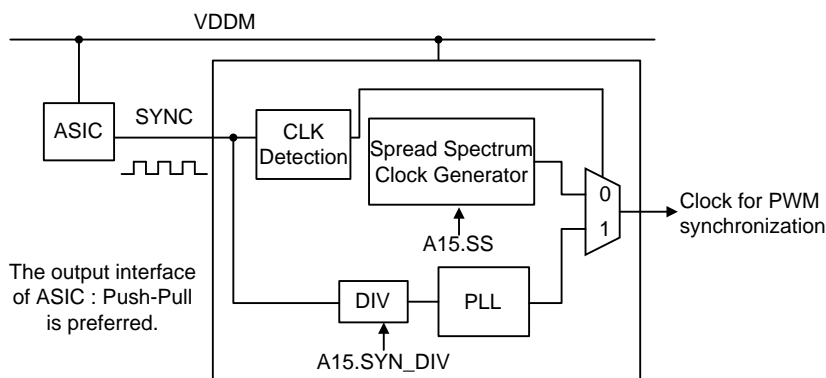 VDDM
ASIC
SYNC
CLK
Detection
Spread Spectrum
Clock Generator
A15.SS
0
1
Clock for PWM
synchronization
The output interface
of ASIC : Push-Pull
is preferred.
DIV
PLL
A15.SYN_DIV